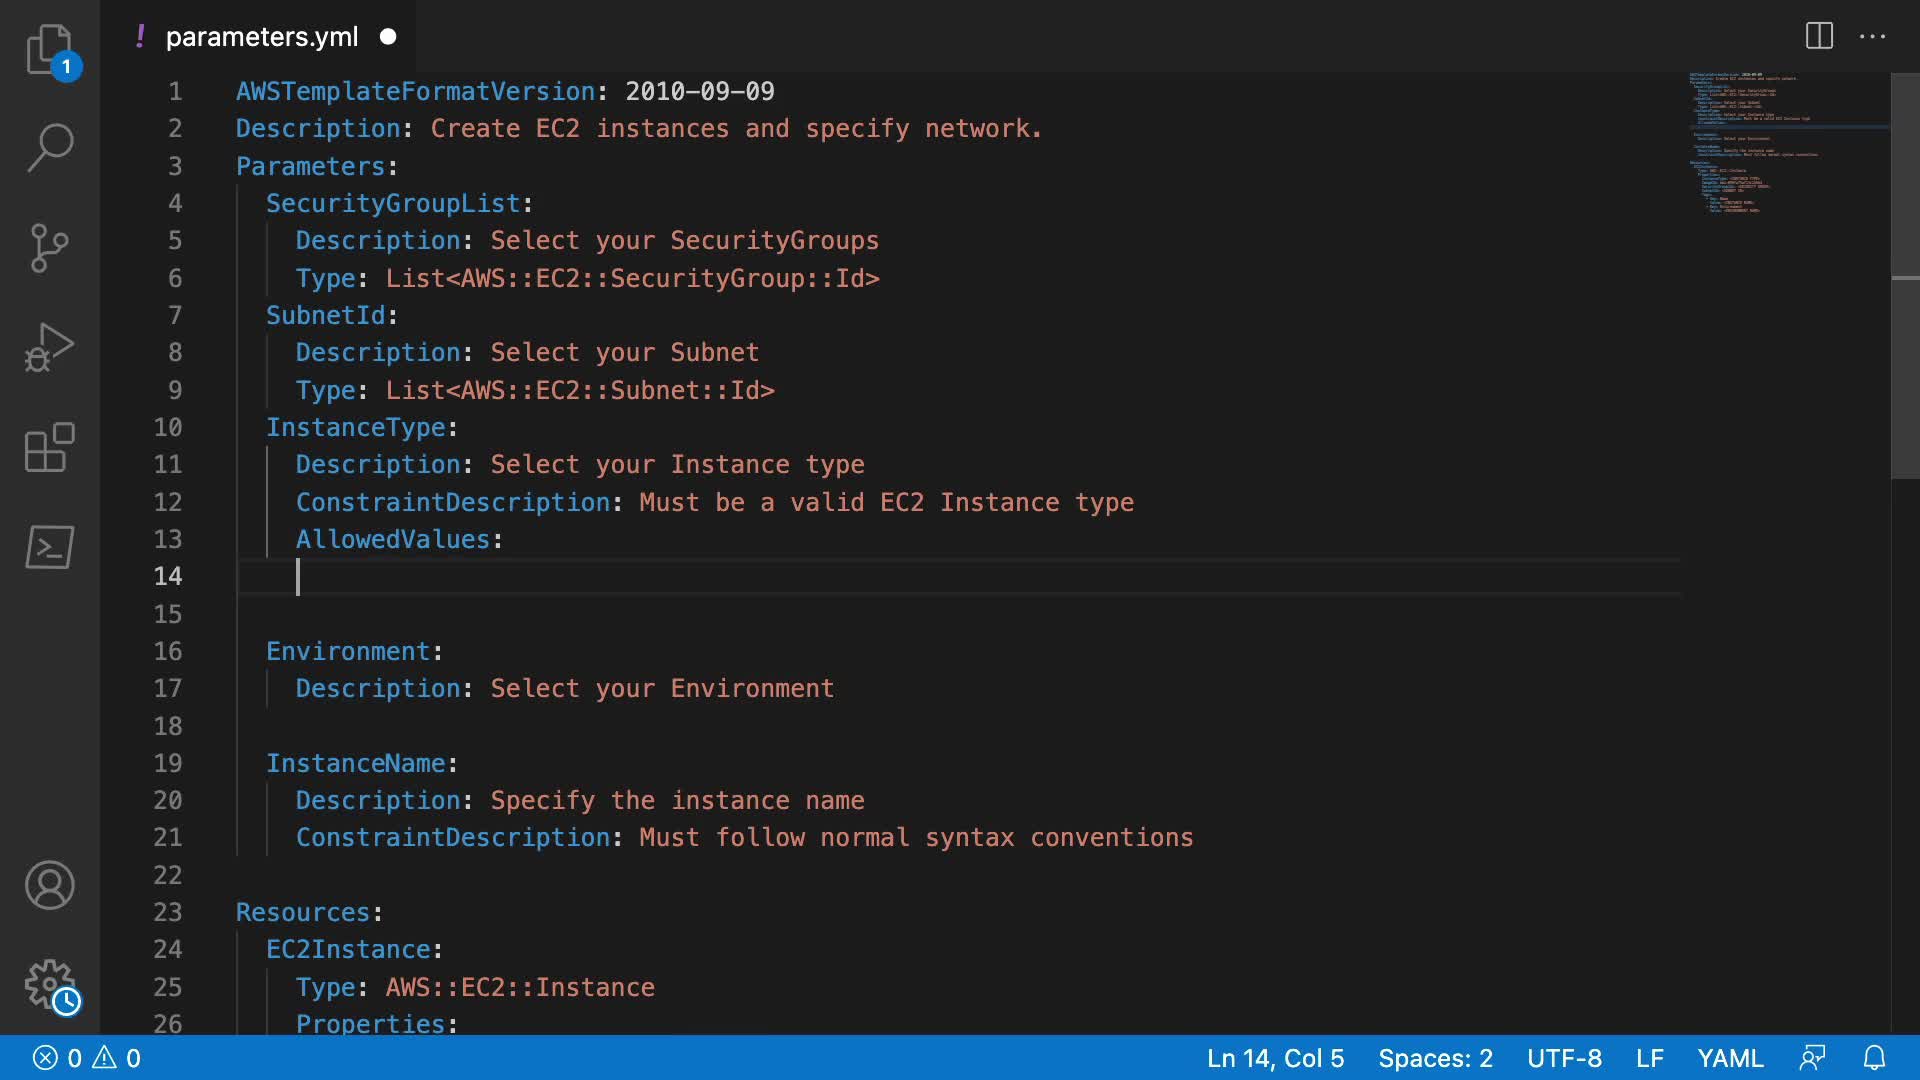 ! parameters.yml
1
1 AWSTemplateFormatVersion: 2010-09-09
2 Description: Create EC2 instances and specify network.
3 Parameters:
4 SecurityGroupList:
5 Description: Select your SecurityGroups
6 Type: List<AWS::EC2::SecurityGroup::Id>
7 SubnetId:
8 Description: Select your Subnet
9 Type: List<AWS::EC2::Subnet::Id>
10 InstanceType:
11 Description: Select your Instance type
12 ConstraintDescription: Must be a valid EC2 Instance type
13 AllowedValues:
14
15
16 Environment:
17 Description: Select your Environment
18
19 InstanceName:
20 Description: Specify the instance name
21 ConstraintDescription: Must follow normal syntax conventions
22
23 Resources:
24 EC2Instance:
25 Type: AWS::EC2::Instance
26 Properties:
0 0 Ln 14, Col 5 Spaces: 2 UTF-8 LF YAML